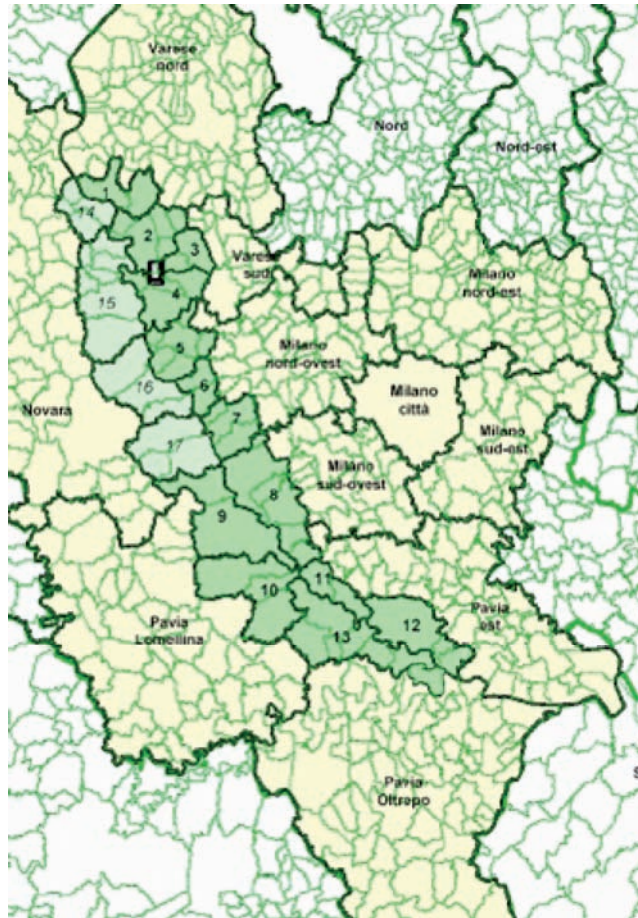 Varese
nord
Nord
Nord-est
1
14
2
3
Varese
sud
Milano
nord-est
15
4
Milano
nord-ovest
5
16
6
Milano
città
Novara
7
17
Milano
sud-est
Milano
sud-ovest
8
9
11
10
12
Pavia
est
13
Pavia
Lomellina
Pavia
Oltrepo
S